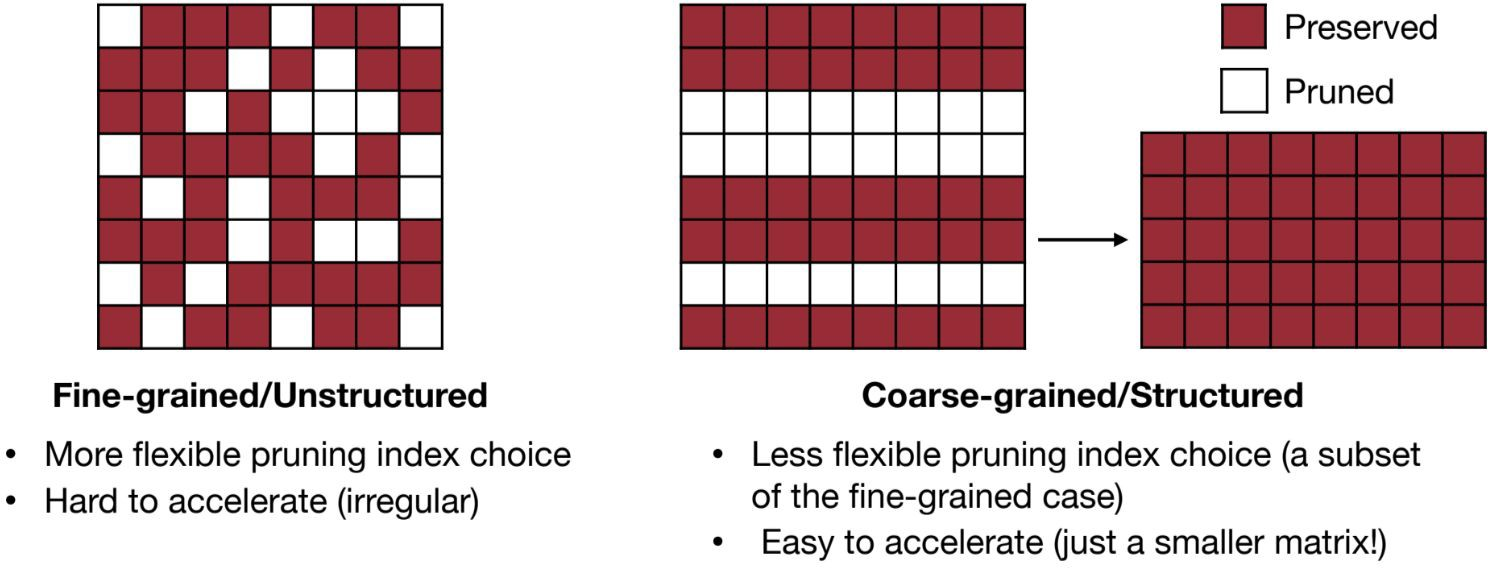 Preserved
Pruned
Fine-grained/Unstructured
• More flexible pruning index choice
• Hard to accelerate (irregular)
Coarse-grained/Structured
• Less flexible pruning index choice (a subset
of the fine-grained case)
• Easy to accelerate (just a smaller matrix!)